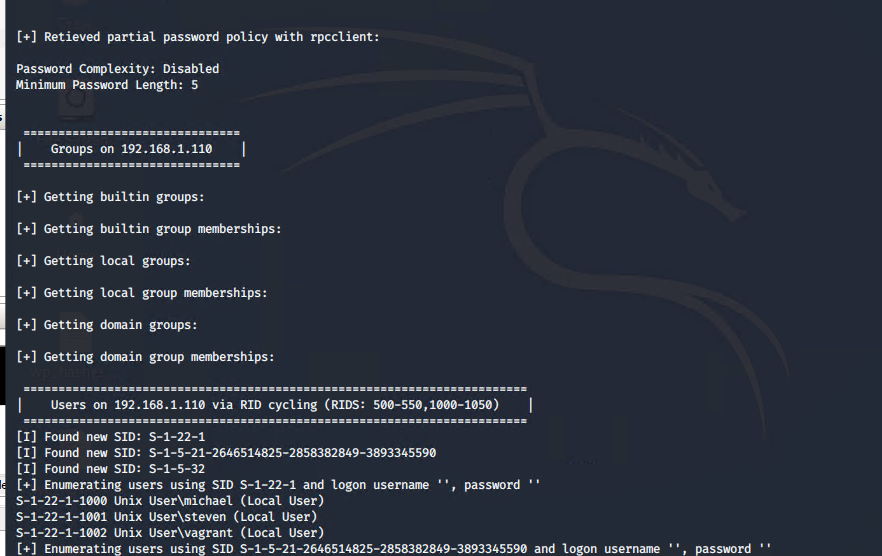 [+] Retieved partial password policy with rpcclient:
Password Complexity: Disabled
Minimum Password Length: 5
===============================
| Groups on 192.168.1.110 |
===============================
[+] Getting builtin groups:
[+] Getting builtin group memberships:
[+] Getting local groups:
[+] Getting local group memberships:
[+] Getting domain groups:
[+] Getting domain group memberships:
========================================================================
| Users on 192.168.1.110 via RID cycling (RIDS: 500-550,1000-1050) |
========================================================================
[I] Found new SID: S-1-22-1
[I] Found new SID: S-1-5-21-2646514825-2858382849-3893345590
[I] Found new SID: S-1-5-32
[+] Enumerating users using SID S-1-22-1 and logon username '', password ''
S-1-22-1-1000 Unix User\michael (Local User)
S-1-22-1-1001 Unix User\steven (Local User)
S-1-22-1-1002 Unix User\vagrant (Local User)
[+] Enumerating users using SID S-1-5-21-2646514825-2858382849-3893345590 and logon username '', password ''